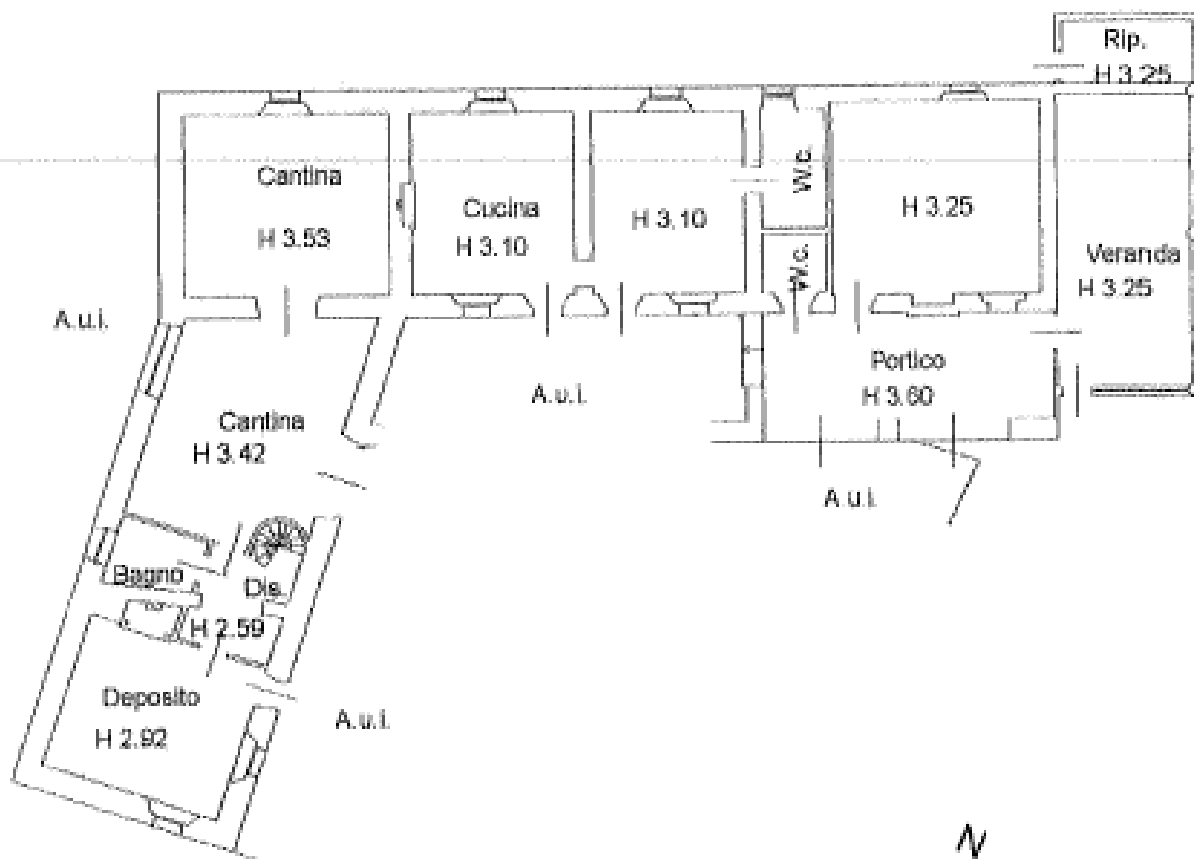 Rip.
H 3.25
Cantina
H 3.53
Cucina
H 3.10
H 3.10
W.c.
W.c.
H 3.25
Veranda
H 3.25
A.u.i.
Portico
H 3.60
A.u.i.
Cantina
H 3.42
A.u.i.
Bagno
Dis.
H 2.59
Deposito
H 2.92
A.u.i.
N